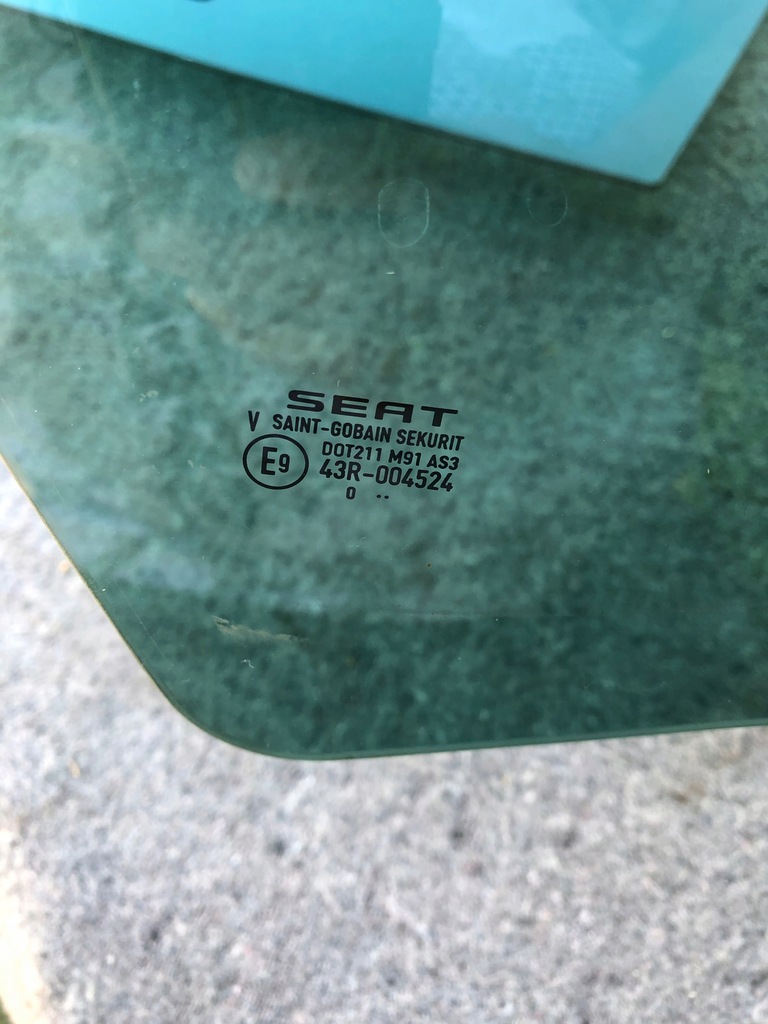 SEAT
V SAINT-GOBAIN SEKURIT
DOT211 M91 AS3
E9 43R-004524
0 ..